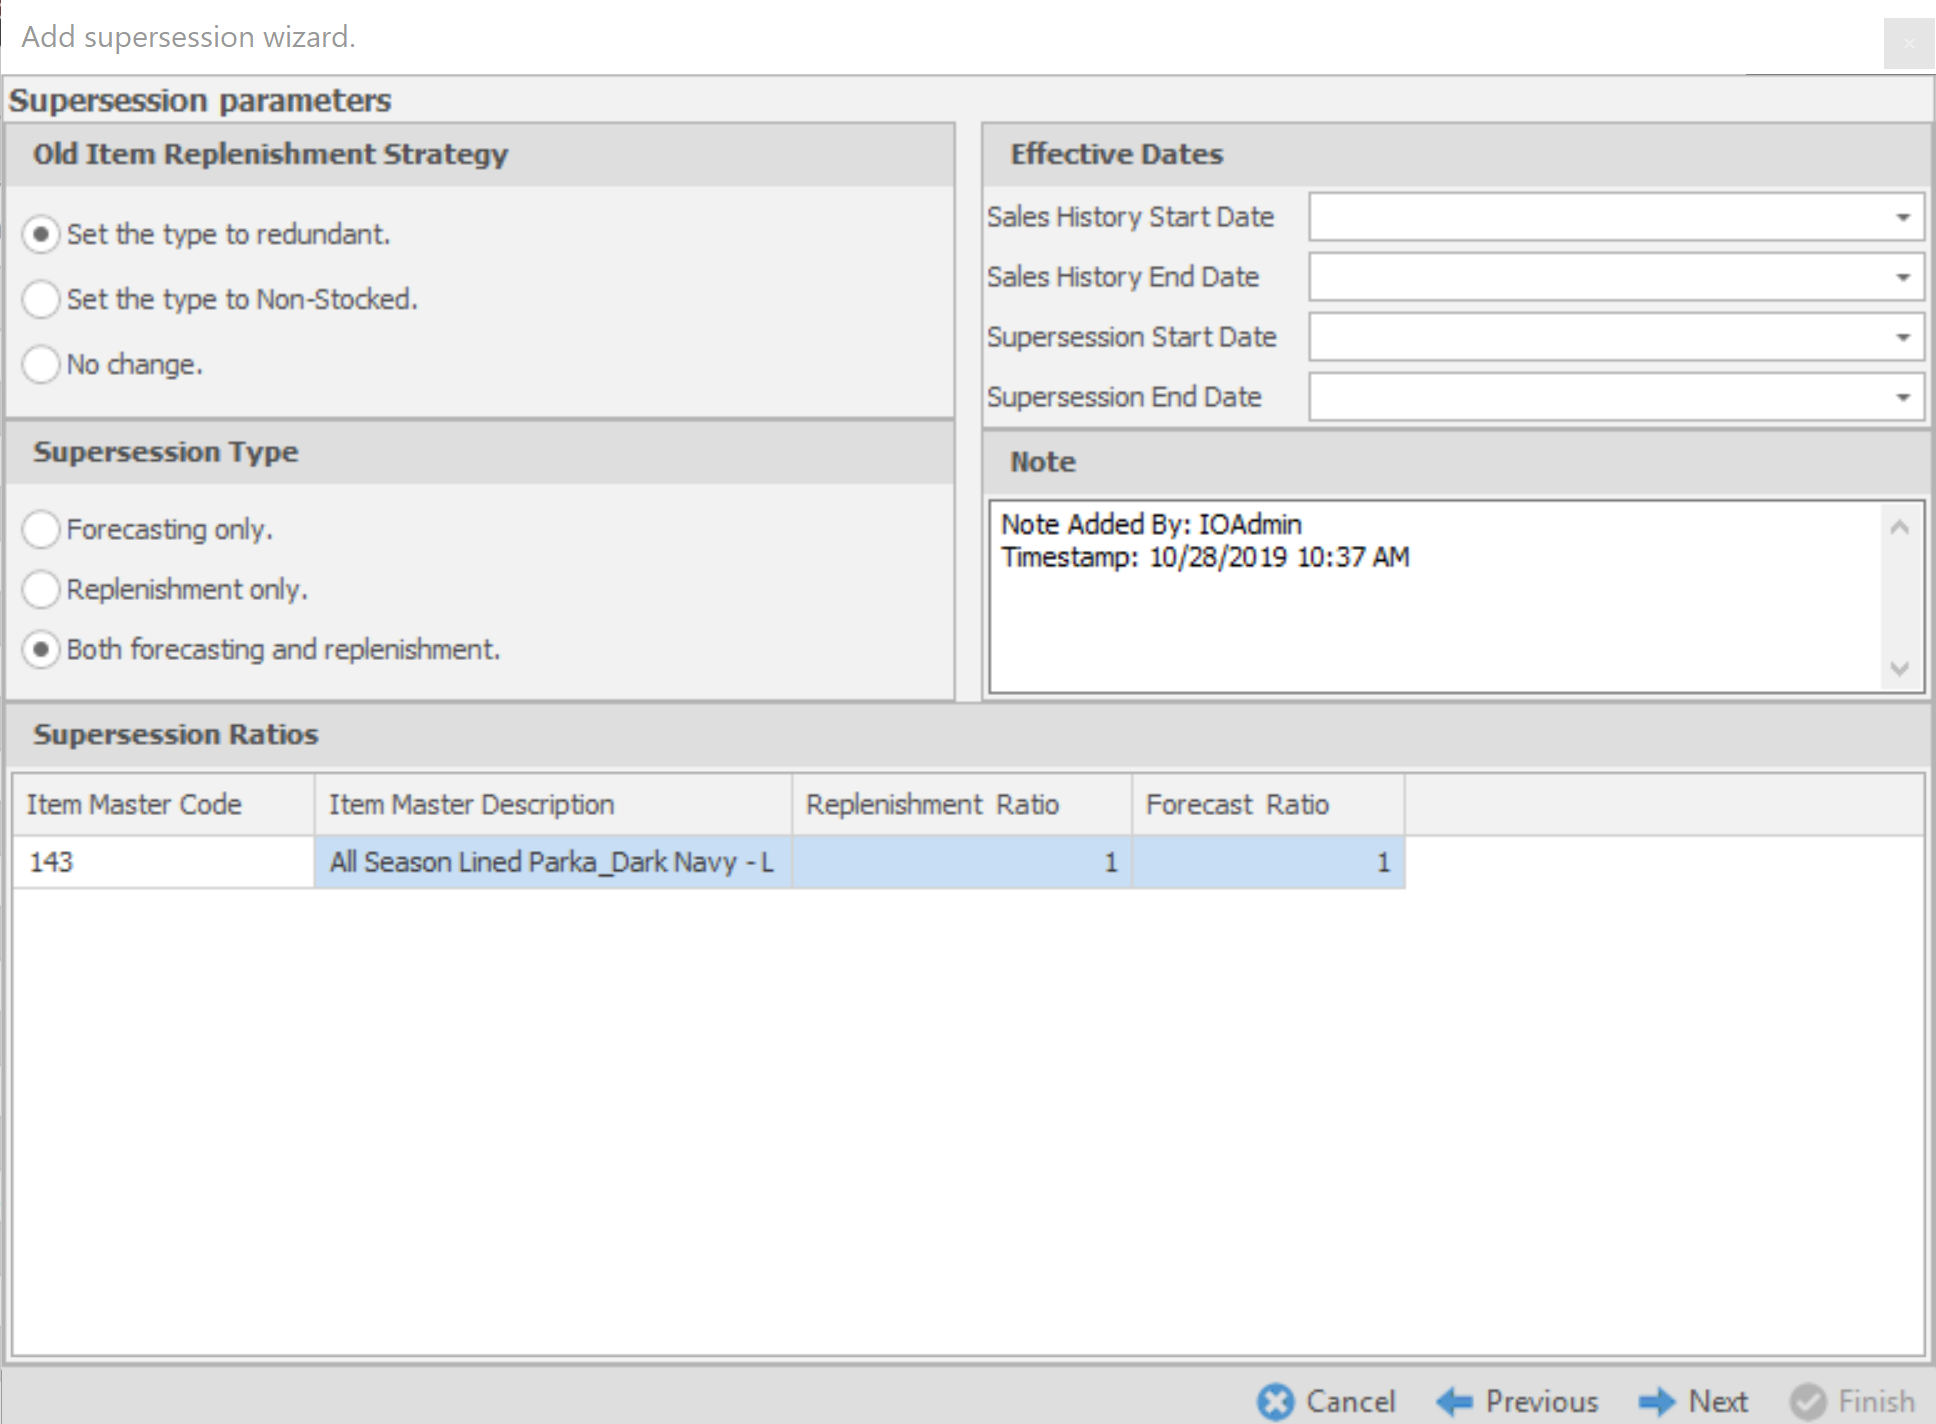 Add supersession wizard.
Supersession parameters
Old Item Replenishment Strategy
Set the type to redundant.
Set the type to Non-Stocked.
No change.
Supersession Type
Forecasting only.
Replenishment only.
Both forecasting and replenishment.
Effective Dates
Sales History Start Date
Sales History End Date
Supersession Start Date
Supersession End Date
Note
Note Added By: IOAdmin
Timestamp: 10/28/2019 10:37 AM
Supersession Ratios
Item Master Code Item Master Description Replenishment Ratio Forecast Ratio
143 All Season Lined Parka_Dark Navy - L 1 1
Cancel Previous Next Finish